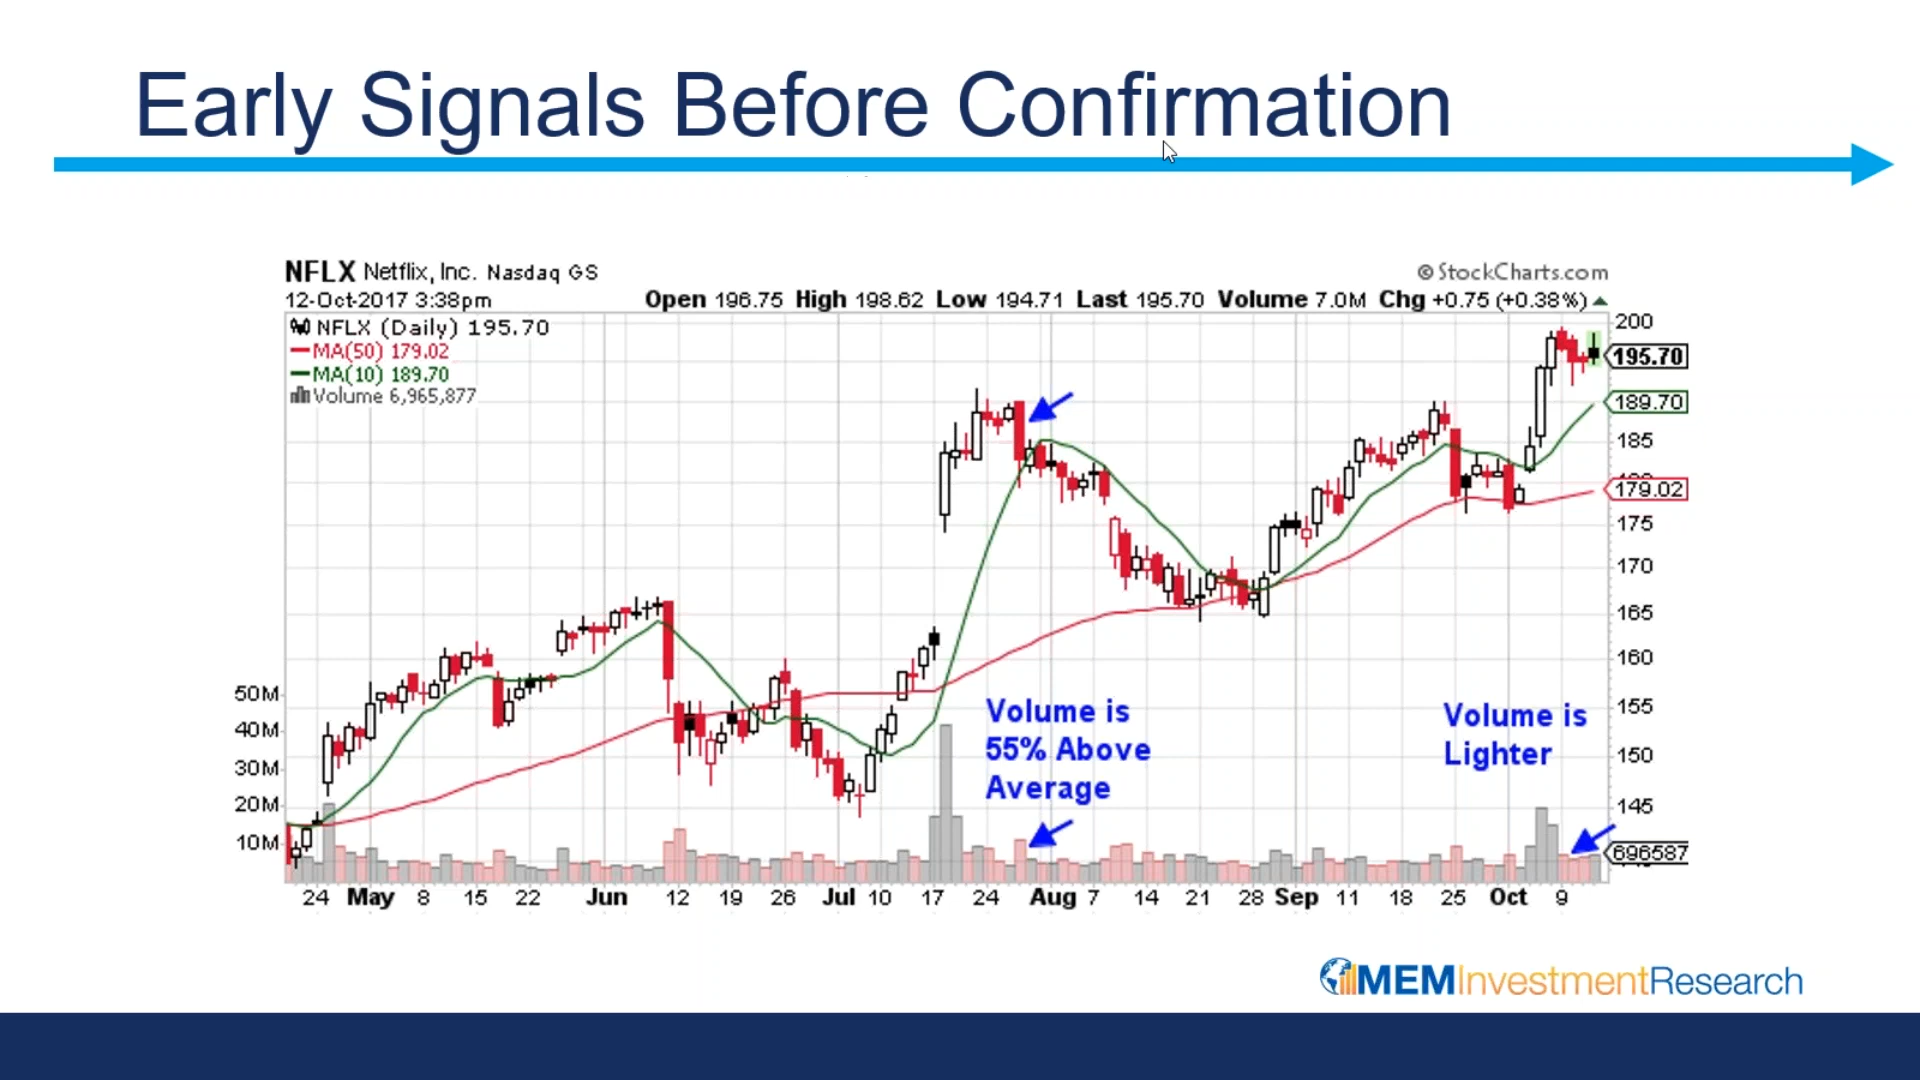 Early Signals Before Confirmation
NFLX Netflix, Inc. Nasdaq GS
© StockCharts.com
12-Oct-2017 3:38pm
Open 196.75 High 198.62 Low 194.71 Last 195.70 Volume 7.0M Chg +0.75 (+0.38%)
NFLX (Daily) 195.70
MA(50) 179.02
MA(10) 189.70
Volume 6,965,877
200
195.70
189.70
185
179.02
175
170
165
160
155
150
145
696587
50M
40M
30M
20M
10M
Volume is
55% Above
Average
Volume is
Lighter
24 May 8 15 22 Jun 12 19 26 Jul 10 17 24 Aug 7 14 21 28 Sep 11 18 25 Oct 9
MEMInvestmentResearch